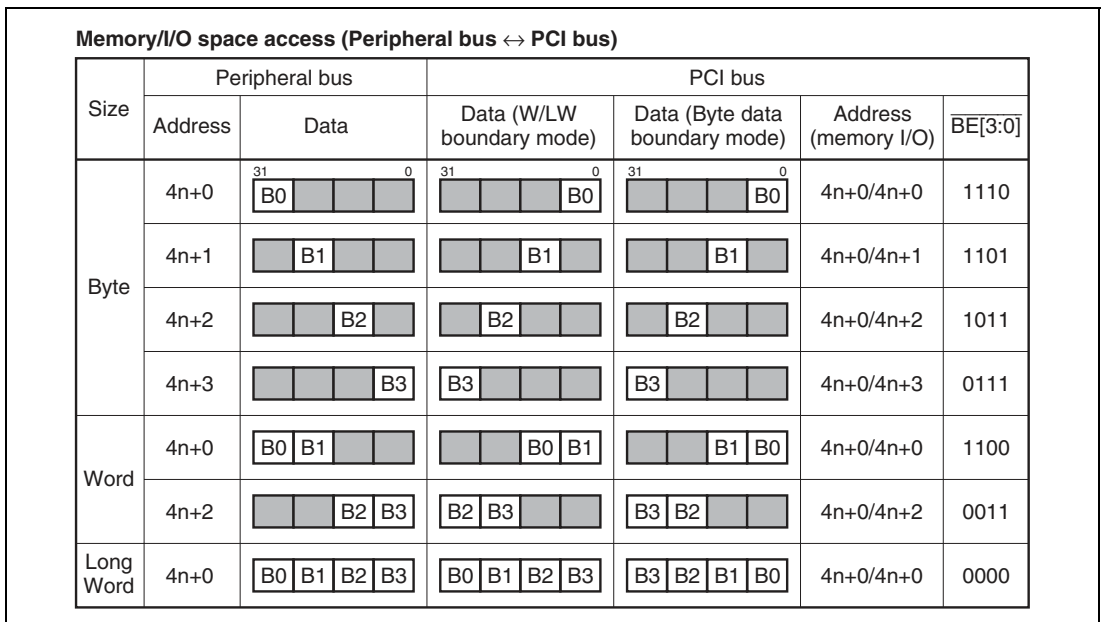 Memory/I/O space access (Peripheral bus ↔ PCI bus)
Size Peripheral bus PCI bus
Address Data Data (W/LW boundary mode) Data (Byte data boundary mode) Address (memory I/O) BE[3:0]
Byte
4n+0 31 0 B0 31 0 B0 31 0 B0 4n+0/4n+0 1110
4n+1 B1 B1 B1 4n+0/4n+1 1101
4n+2 B2 B2 B2 4n+0/4n+2 1011
4n+3 B3 B3 B3 4n+0/4n+3 0111
Word
4n+0 B0 B1 B0 B1 B1 B0 4n+0/4n+0 1100
4n+2 B2 B3 B2 B3 B3 B2 4n+0/4n+2 0011
Long Word
4n+0 B0 B1 B2 B3 B0 B1 B2 B3 B3 B2 B1 B0 4n+0/4n+0 0000